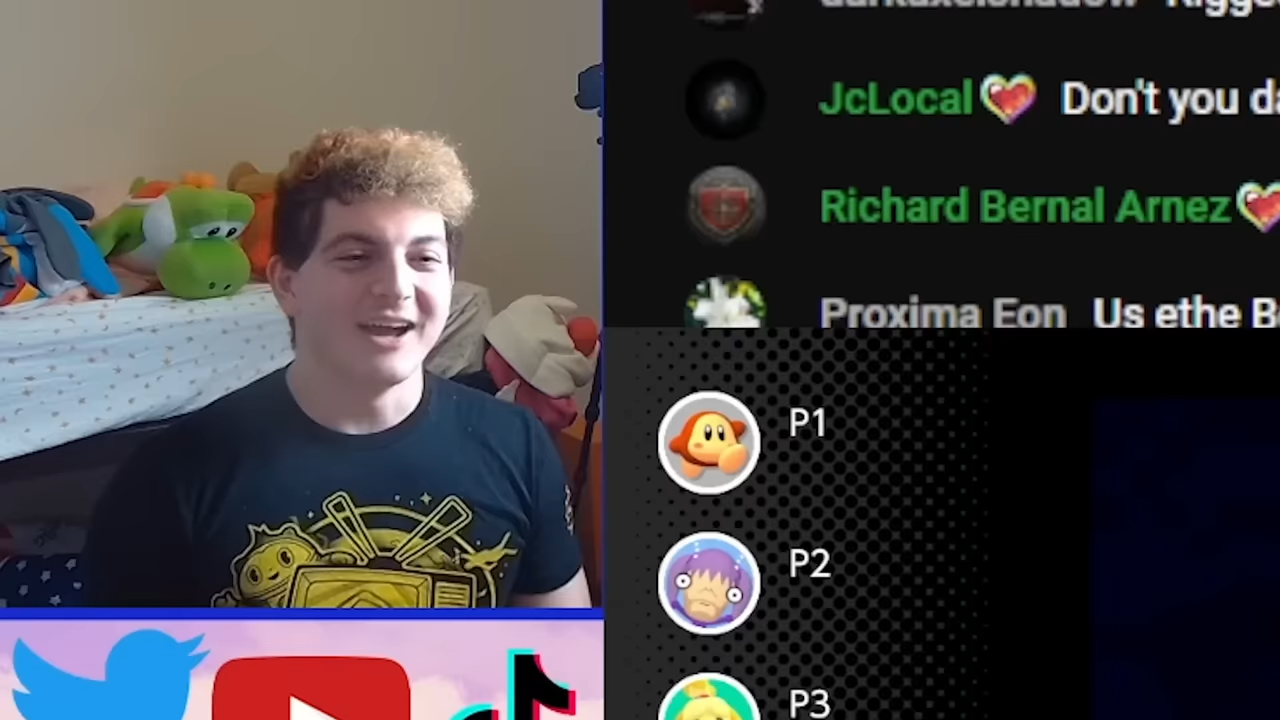 JcLocal Don't you d
Richard Bernal Arnez
Proxima Eon Us ethe B
P1
P2
P3